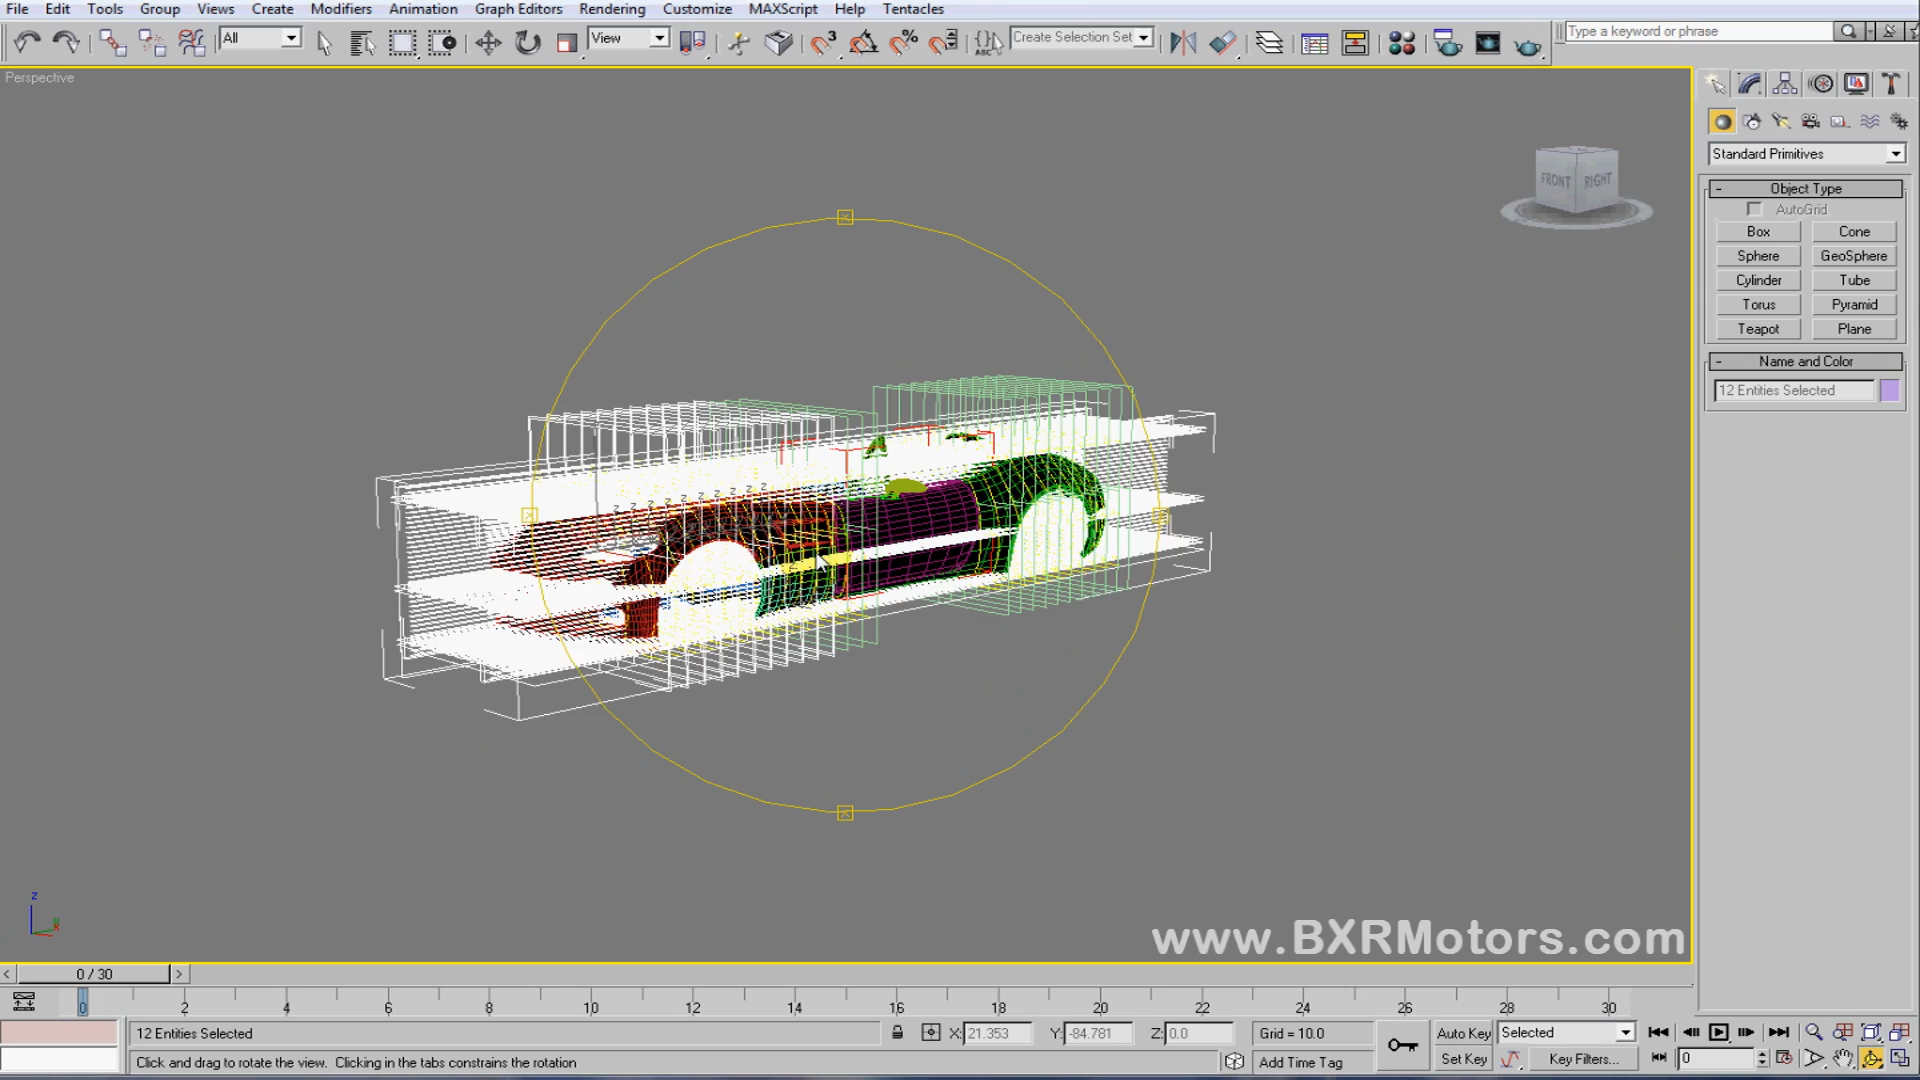 File Edit Tools Group Views Create Modifiers Animation Graph Editors Rendering Customize MAXScript Help Tentacles
All View Create Selection Set Type a keyword or phrase
Perspective
FRONT RIGHT
Standard Primitives
- Object Type
AutoGrid
Box Cone
Sphere GeoSphere
Cylinder Tube
Torus Pyramid
Teapot Plane
- Name and Color
12 Entities Selected
z
www.BXRMotors.com
< 0 / 30 >
0 2 4 6 8 10 12 14 16 18 20 22 24 26 28 30
12 Entities Selected X: 21.353 Y: -84.781 Z: 0.0 Grid = 10.0 Auto Key Selected
Click and drag to rotate the view. Clicking in the tabs constrains the rotation Add Time Tag Set Key Key Filters... 0